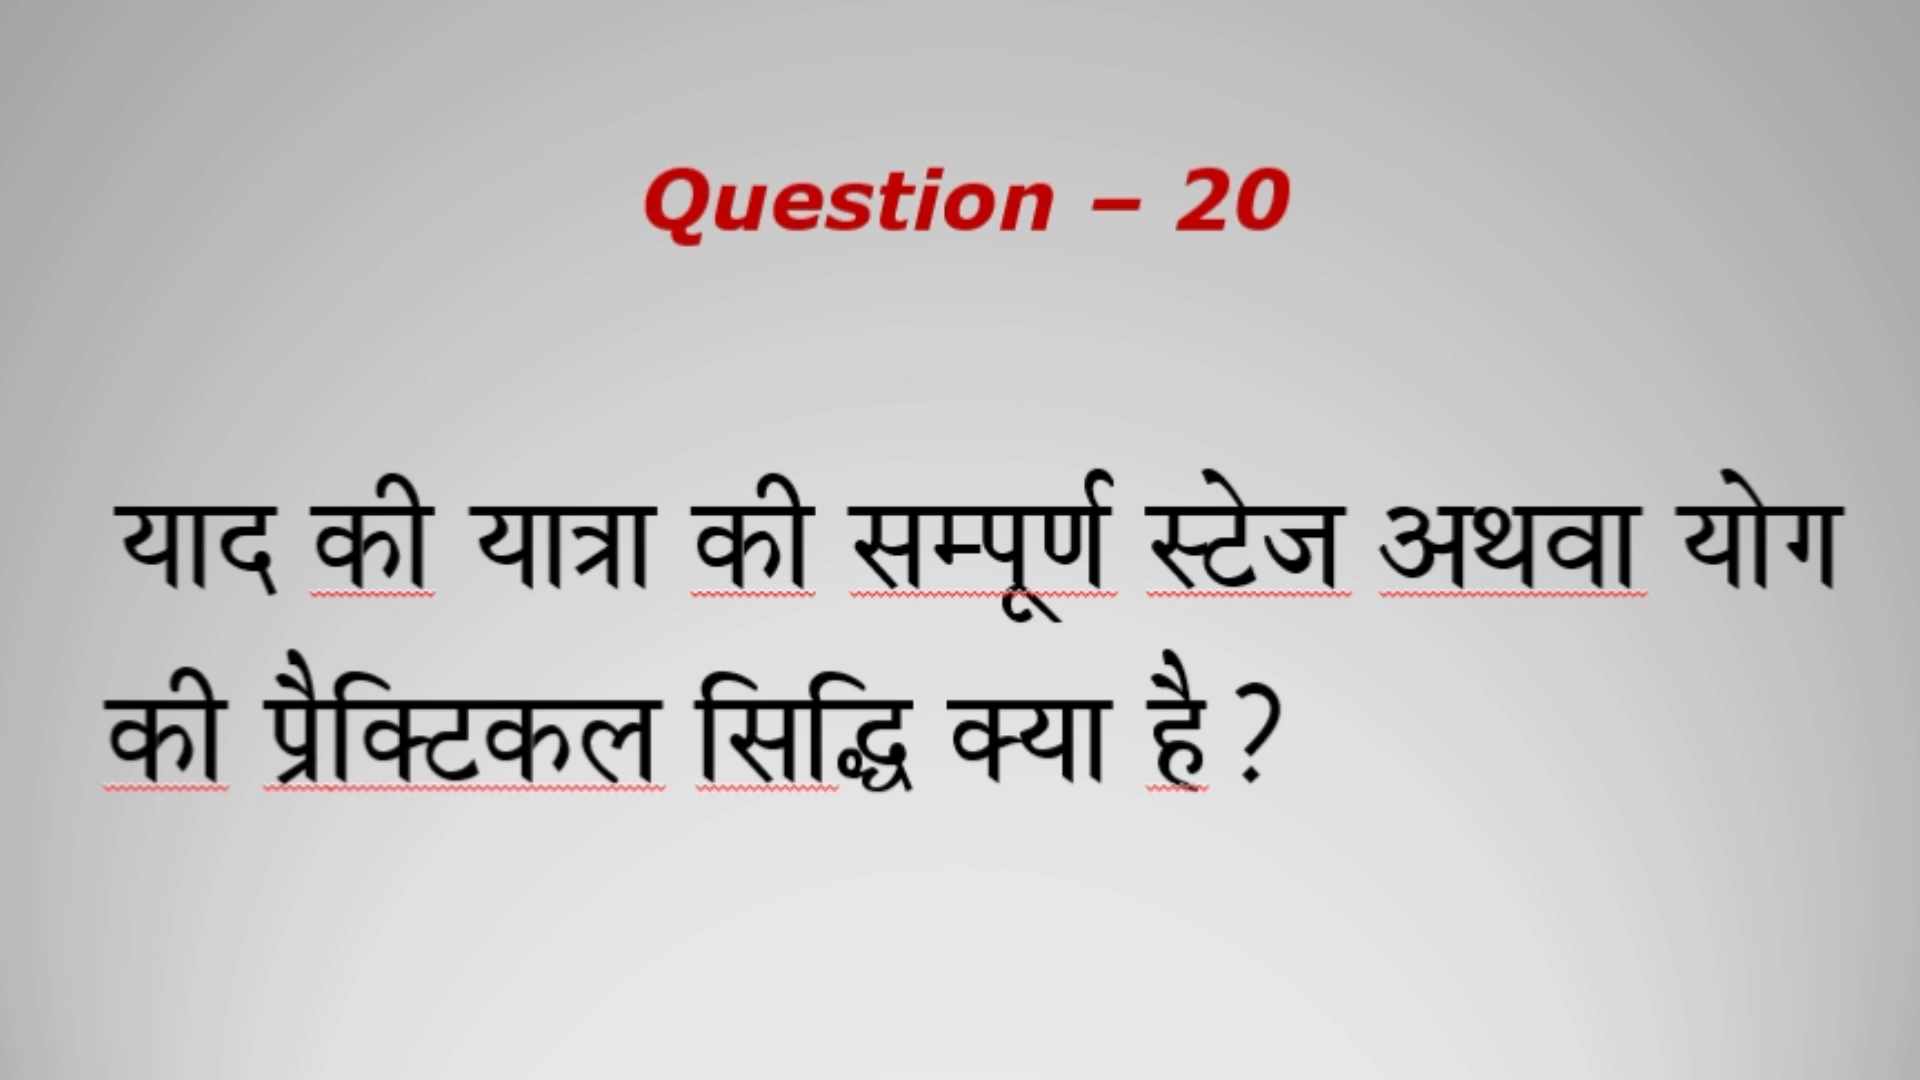 Question – 20
याद की यात्रा की सम्पूर्ण स्टेज अथवा योग
की प्रैक्टिकल सिद्धि क्या है ?